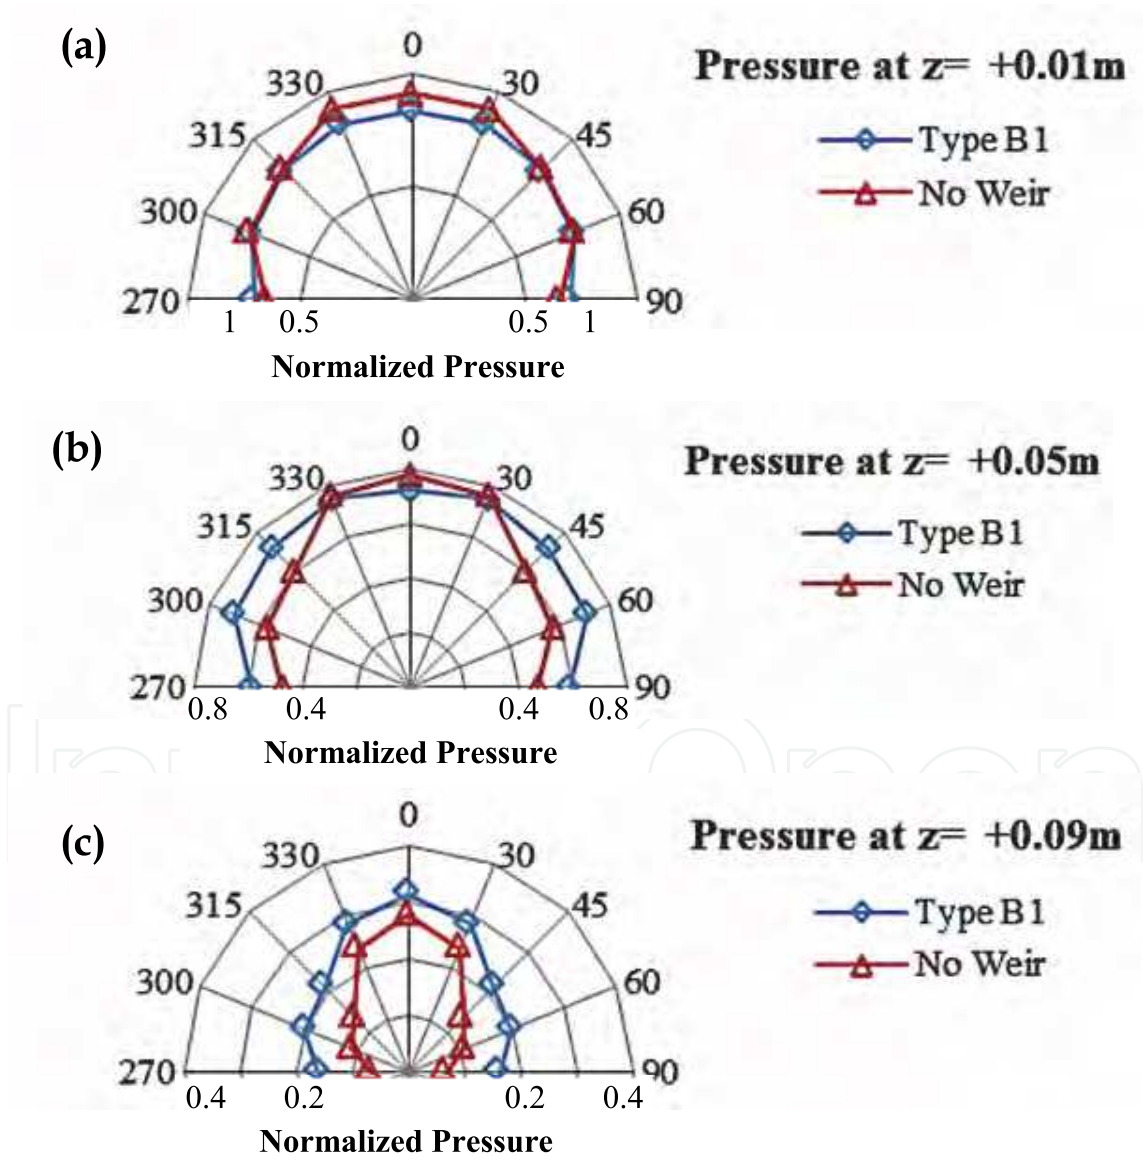 (a)
0
330 30
Pressure at z= +0.01m
315 45
Type B1
No Weir
300 60
270 90
1 0.5 0.5 1
Normalized Pressure
(b)
0
330 30
Pressure at z= +0.05m
315 45
Type B1
No Weir
300 60
270 90
0.8 0.4 0.4 0.8
Normalized Pressure
(c)
0
330 30
Pressure at z= +0.09m
315 45
Type B1
No Weir
300 60
270 90
0.4 0.2 0.2 0.4
Normalized Pressure